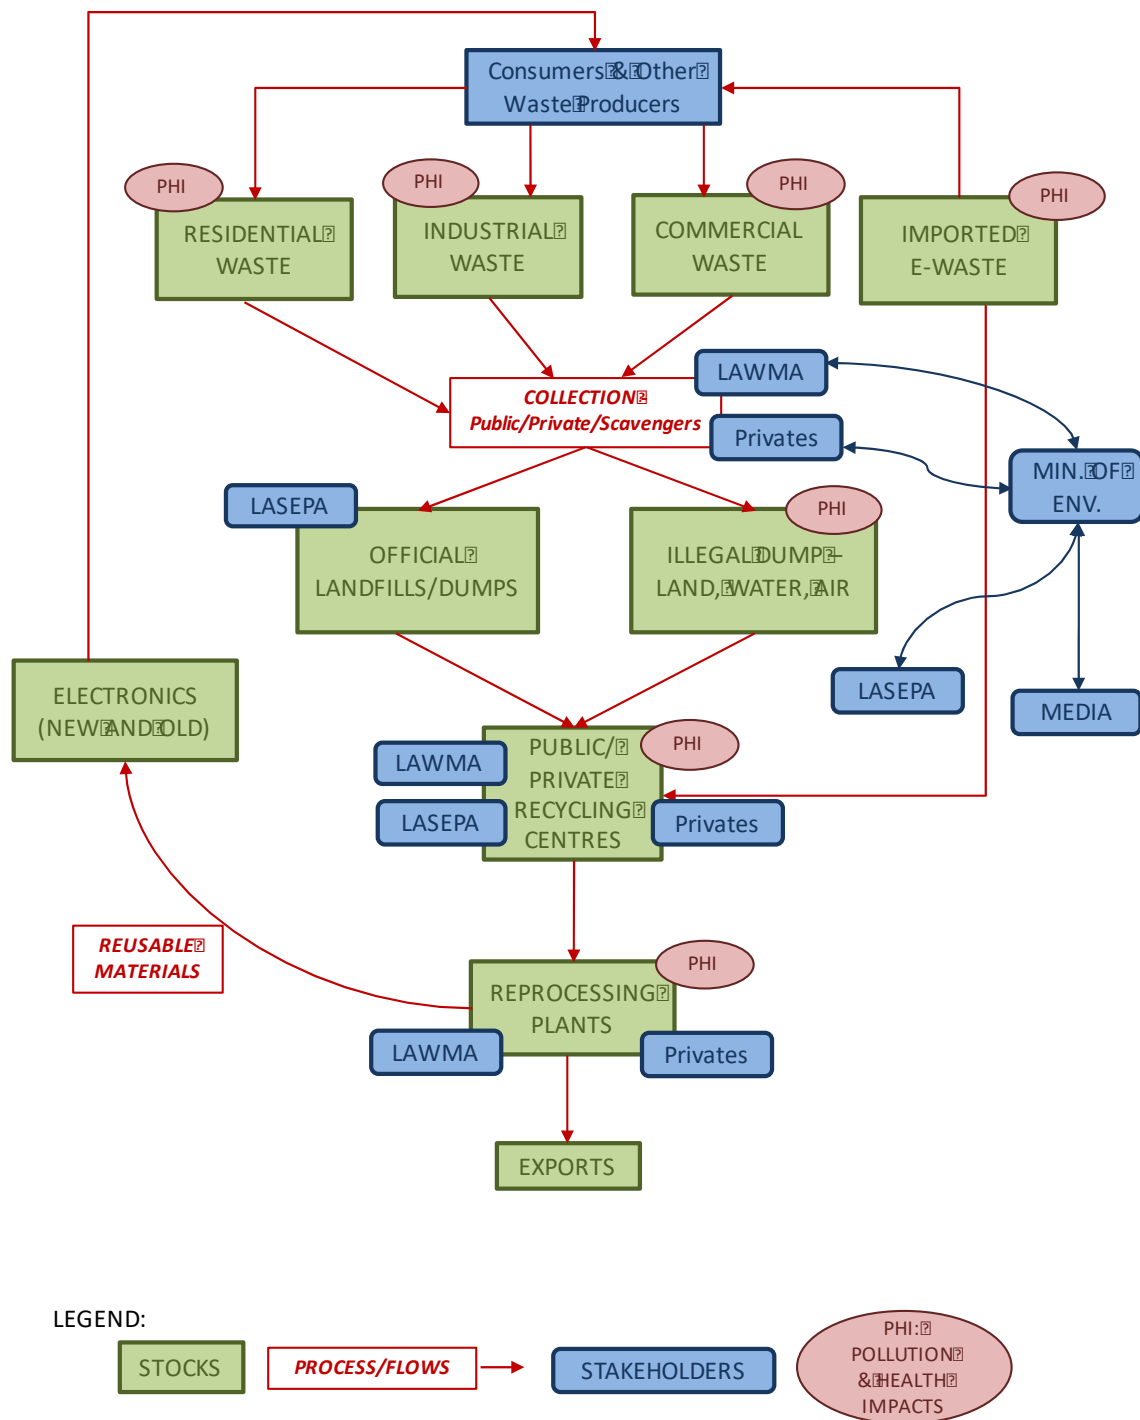 Consumers & Other
Waste Producers
PHI
PHI
PHI
PHI
RESIDENTIAL
WASTE
INDUSTRIAL
WASTE
COMMERCIAL
WASTE
IMPORTED
E-WASTE
LAWMA
COLLECTION -
Public/Private/Scavengers
Privates
MIN. OF
ENV.
LASEPA
PHI
OFFICIAL
LANDFILLS/DUMPS
ILLEGAL DUMP –
LAND, WATER, AIR
LASEPA
MEDIA
ELECTRONICS
(NEW AND OLD)
PHI
PUBLIC/
PRIVATE
RECYCLING
CENTRES
LAWMA
LASEPA
Privates
REUSABLE
MATERIALS
PHI
REPROCESSING
PLANTS
LAWMA
Privates
EXPORTS
LEGEND:
STOCKS
PROCESS/FLOWS
STAKEHOLDERS
PHI:
POLLUTION
& HEALTH
IMPACTS